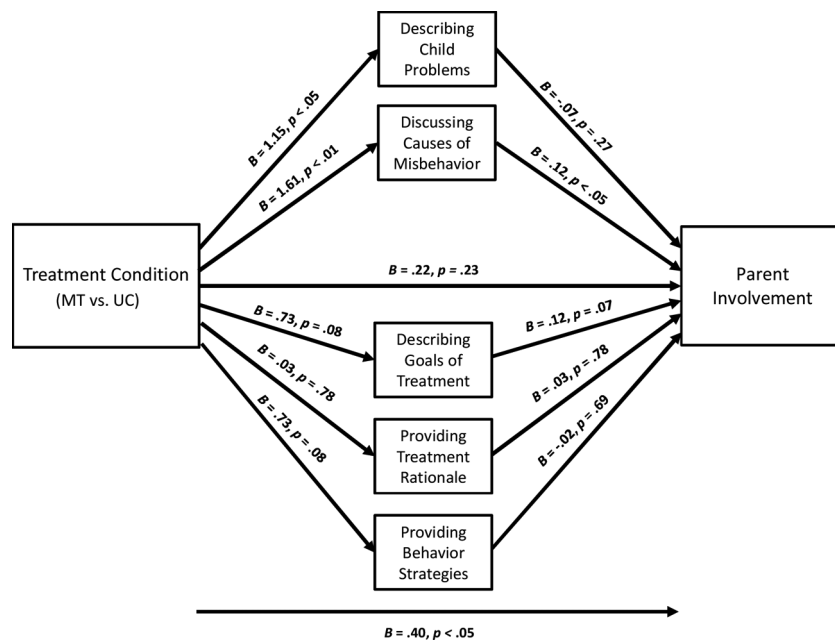 Describing
Child
Problems
B = 1.15, p < .05
B = -.07, p = .27
Discussing
Causes of
Misbehavior
B = 1.61, p < .01
B = .12, p < .05
Treatment Condition
(MT vs. UC)
B = .22, p = .23
Parent
Involvement
B = .73, p = .08
B = .12, p = .07
Describing
Goals of
Treatment
B = .03, p = .78
B = .03, p = .78
Providing
Treatment
Rationale
B = .73, p = .08
B = -.02, p = .69
Providing
Behavior
Strategies
B = .40, p < .05